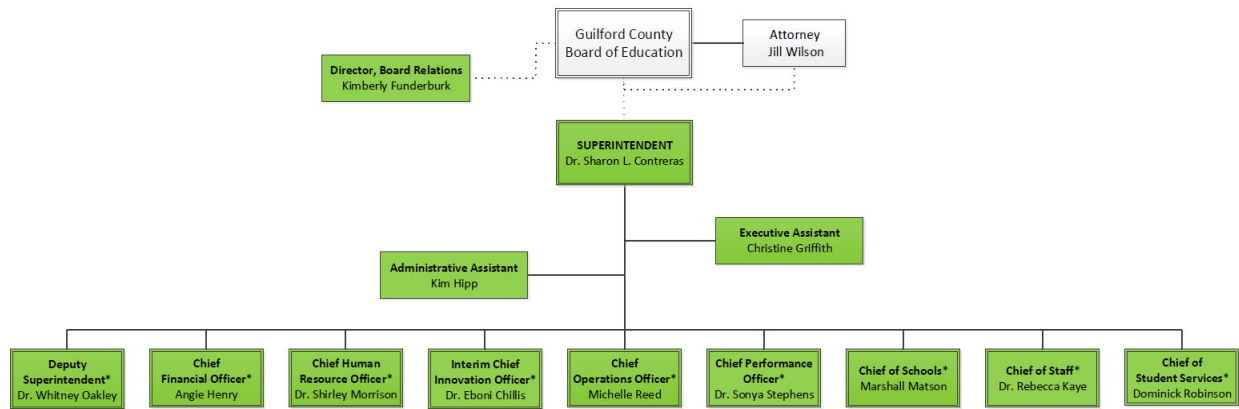 Guilford County
Board of Education
Attorney
Jill Wilson
Director, Board Relations
Kimberly Funderburk
SUPERINTENDENT
Dr. Sharon L. Contreras
Executive Assistant
Christine Griffith
Administrative Assistant
Kim Hipp
Deputy
Superintendent*
Dr. Whitney Oakley
Chief
Financial Officer*
Angie Henry
Chief Human
Resource Officer*
Dr. Shirley Morrison
Interim Chief
Innovation Officer*
Dr. Eboni Chillis
Chief
Operations Officer*
Michelle Reed
Chief Performance
Officer*
Dr. Sonya Stephens
Chief of Schools*
Marshall Matson
Chief of Staff*
Dr. Rebecca Kaye
Chief of
Student Services*
Dominick Robinson